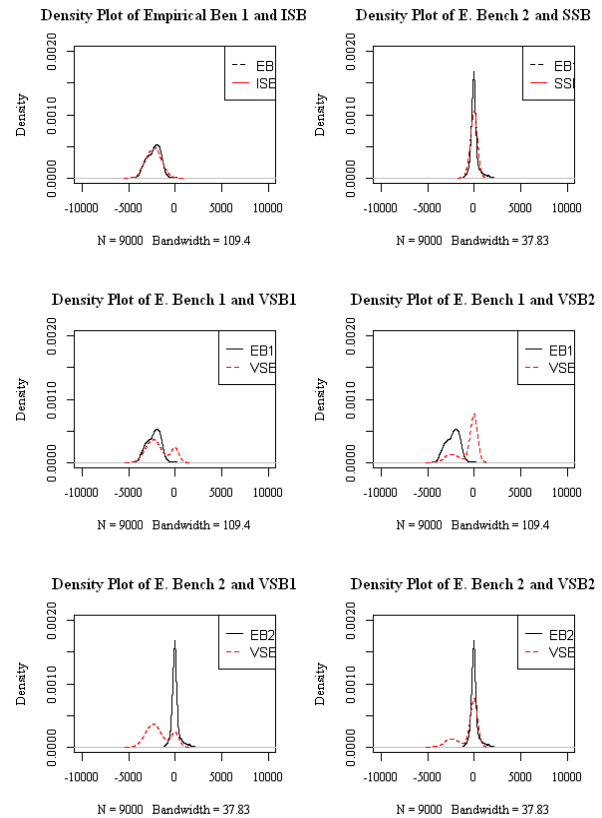 Density Plot of Empirical Ben 1 and ISB
Density
0.0000 0.0010 0.0020
EB
ISE
-10000 -5000 0 5000 10000
N = 9000 Bandwidth = 109.4
Density Plot of E. Bench 2 and SSB
Density
0.0000 0.0010 0.0020
EB
SSI
-10000 -5000 0 5000 10000
N = 9000 Bandwidth = 37.83
Density Plot of E. Bench 1 and VSB1
Density
0.0000 0.0010 0.0020
EB1
VSE
-10000 -5000 0 5000 10000
N = 9000 Bandwidth = 109.4
Density Plot of E. Bench 1 and VSB2
Density
0.0000 0.0010 0.0020
EB1
VSE
-10000 -5000 0 5000 10000
N = 9000 Bandwidth = 109.4
Density Plot of E. Bench 2 and VSB1
Density
0.0000 0.0010 0.0020
EB2
VSE
-10000 -5000 0 5000 10000
N = 9000 Bandwidth = 37.83
Density Plot of E. Bench 2 and VSB2
Density
0.0000 0.0010 0.0020
EB2
VSE
-10000 -5000 0 5000 10000
N = 9000 Bandwidth = 37.83